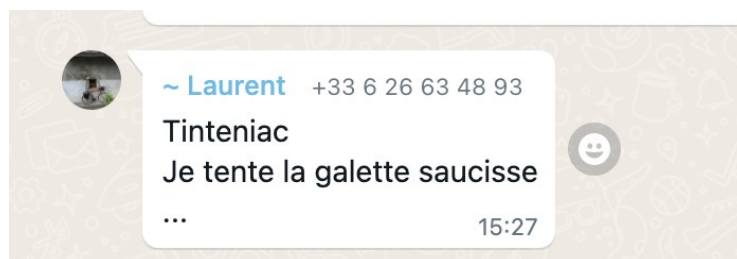 ~ Laurent +33 6 26 63 48 93
Tinteniac
Je tente la galette saucisse
...
15:27